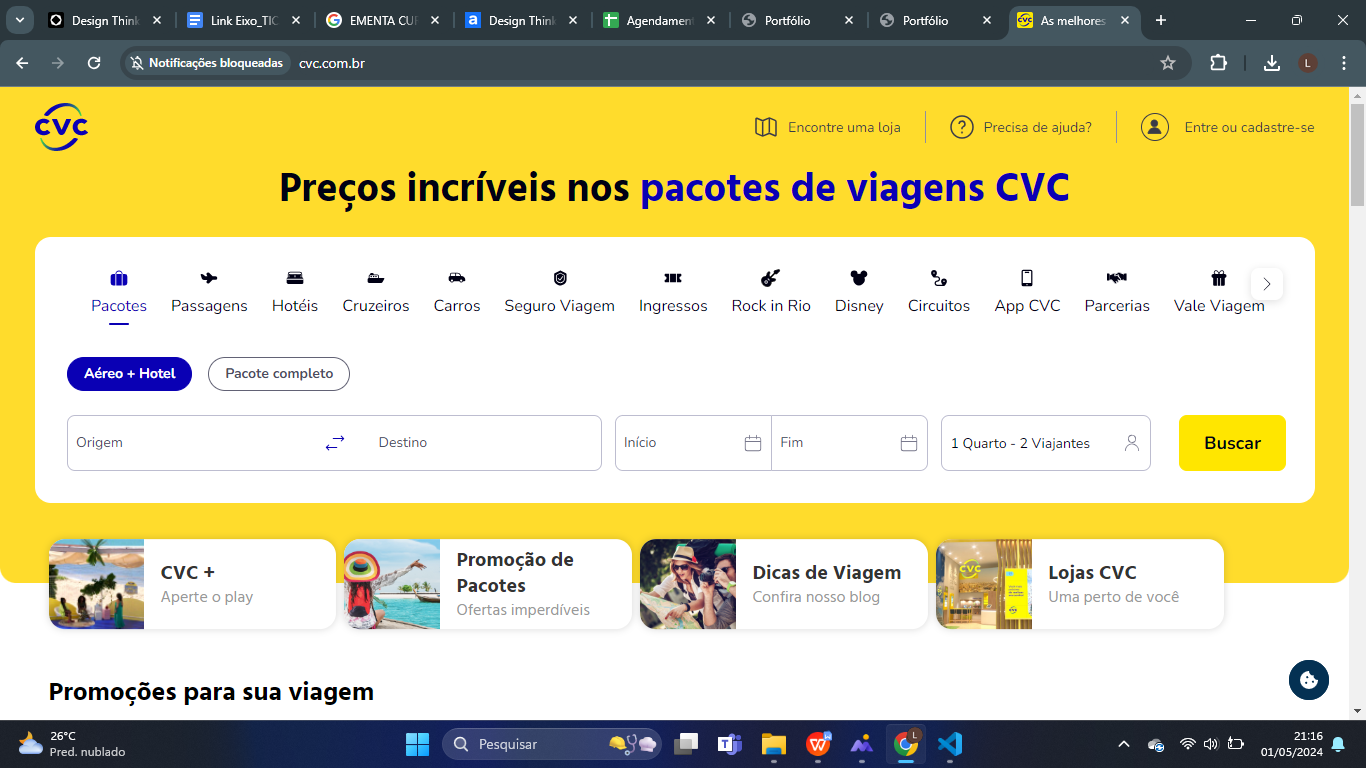 Design Think
Link Eixo_TIC
EMENTA CUR
Design Think
Agendament
Portfólio
Portfólio
As melhores
Notificações bloqueadas
cvc.com.br
L
CVC
Encontre uma loja
Precisa de ajuda?
Entre ou cadastre-se
Preços incríveis nos pacotes de viagens CVC
Pacotes
Passagens
Hotéis
Cruzeiros
Carros
Seguro Viagem
Ingressos
Rock in Rio
Disney
Circuitos
App CVC
Parcerias
Vale Viagem
Aéreo + Hotel
Pacote completo
Origem
Destino
Início
Fim
1 Quarto - 2 Viajantes
Buscar
CVC +
Aperte o play
Promoção de
Pacotes
Ofertas imperdíveis
Dicas de Viagem
Confira nosso blog
CVC
Lojas CVC
Uma perto de você
Promoções para sua viagem
26°C
Pred. nublado
Pesquisar
21:16
01/05/2024